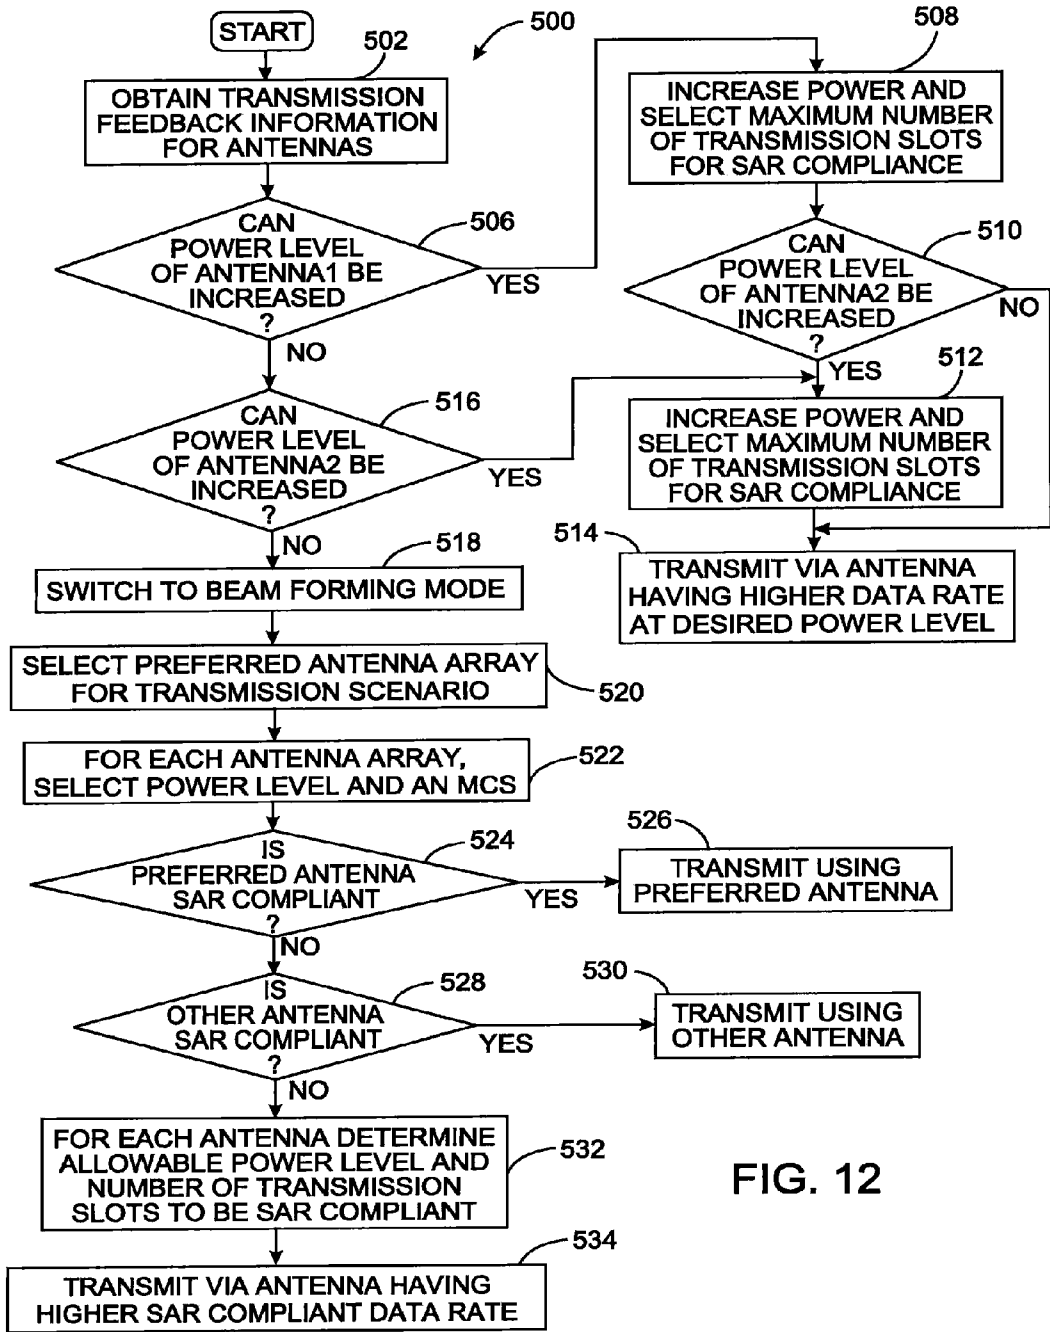 START
500
502
OBTAIN TRANSMISSION
FEEDBACK INFORMATION
FOR ANTENNAS
506
CAN
POWER LEVEL
OF ANTENNA1 BE
INCREASED
?
YES
NO
508
INCREASE POWER AND
SELECT MAXIMUM NUMBER
OF TRANSMISSION SLOTS
FOR SAR COMPLIANCE
510
CAN
POWER LEVEL
OF ANTENNA2 BE
INCREASED
?
NO
YES
512
INCREASE POWER AND
SELECT MAXIMUM NUMBER
OF TRANSMISSION SLOTS
FOR SAR COMPLIANCE
514
TRANSMIT VIA ANTENNA
HAVING HIGHER DATA RATE
AT DESIRED POWER LEVEL
516
CAN
POWER LEVEL
OF ANTENNA2 BE
INCREASED
?
YES
NO
518
SWITCH TO BEAM FORMING MODE
SELECT PREFERRED ANTENNA ARRAY
FOR TRANSMISSION SCENARIO
520
FOR EACH ANTENNA ARRAY,
SELECT POWER LEVEL AND AN MCS
522
524
IS
PREFERRED ANTENNA
SAR COMPLIANT
?
YES
NO
526
TRANSMIT USING
PREFERRED ANTENNA
528
IS
OTHER ANTENNA
SAR COMPLIANT
?
YES
NO
530
TRANSMIT USING
OTHER ANTENNA
FOR EACH ANTENNA DETERMINE
ALLOWABLE POWER LEVEL AND
NUMBER OF TRANSMISSION
SLOTS TO BE SAR COMPLIANT
532
534
TRANSMIT VIA ANTENNA HAVING
HIGHER SAR COMPLIANT DATA RATE
FIG. 12